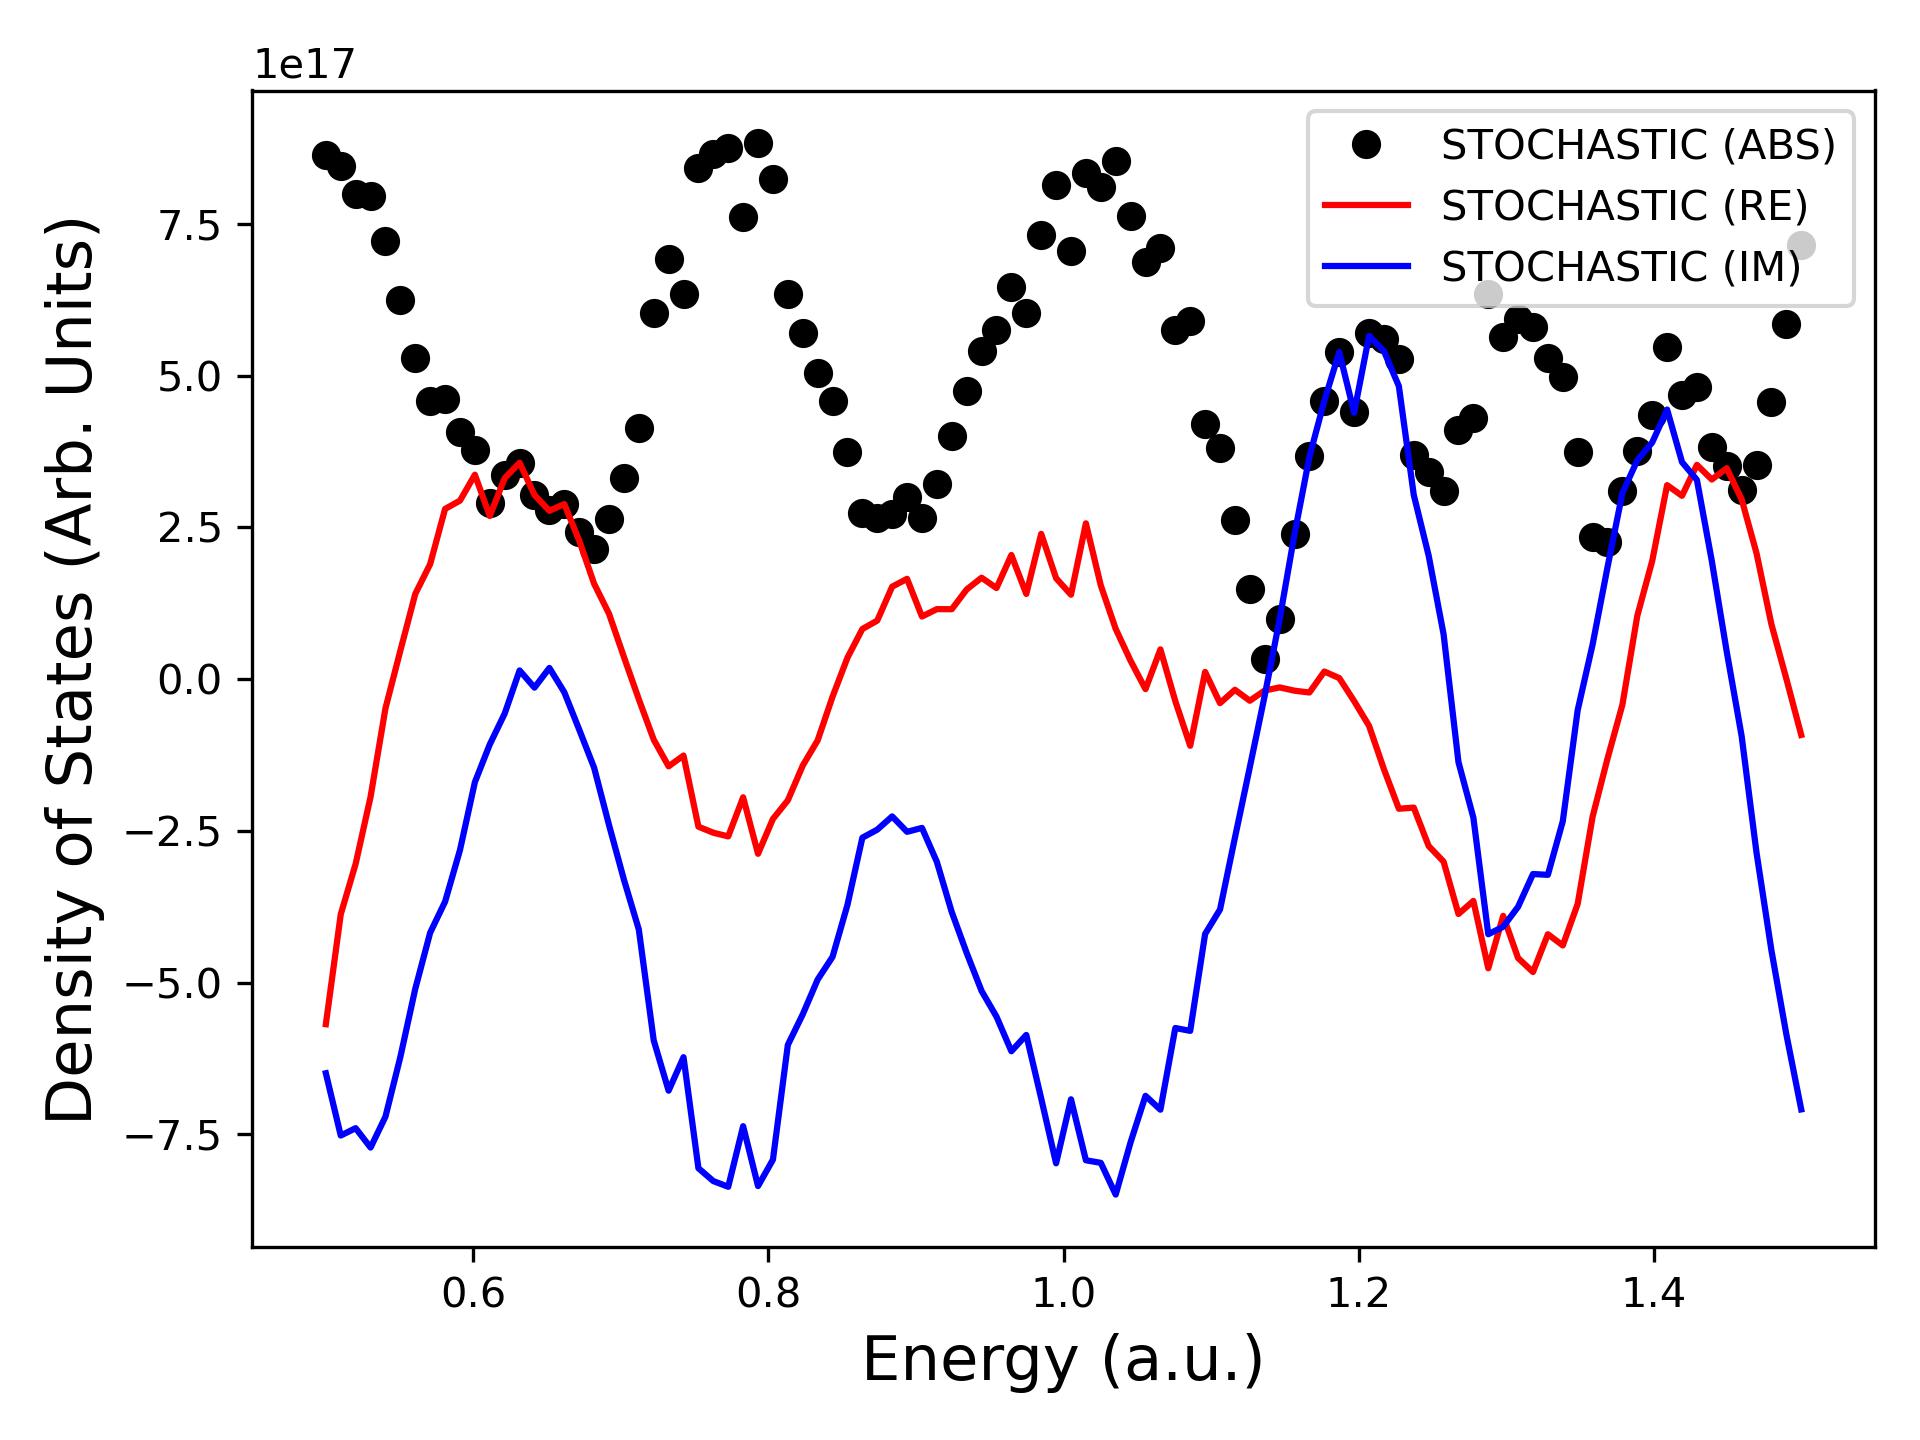 1e17
STOCHASTIC (ABS)
STOCHASTIC (RE)
STOCHASTIC (IM)
Density of States (Arb. Units)
7.5
5.0
2.5
0.0
−2.5
−5.0
−7.5
0.6 0.8 1.0 1.2 1.4
Energy (a.u.)